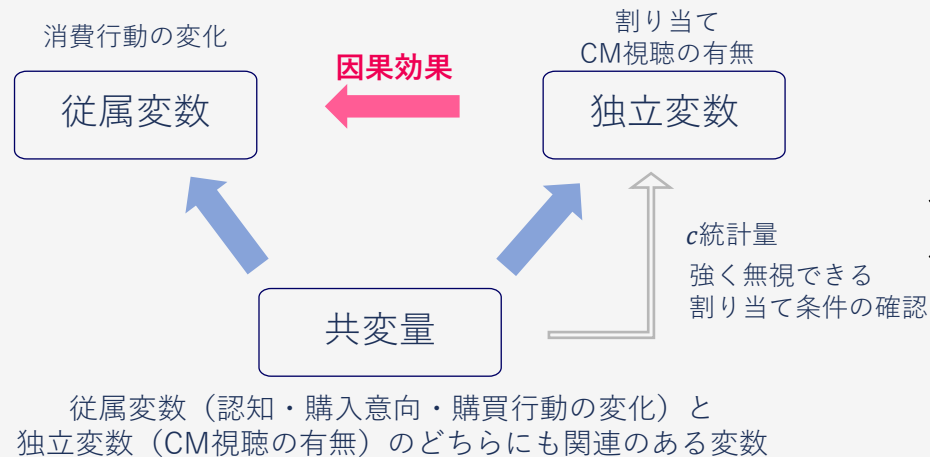 消費行動の変化
割り当て
CM視聴の有無
因果効果
従属変数
独立変数
c統計量
強く無視できる
割り当て条件の確認
共変量
従属変数（認知・購入意向・購買行動の変化）と
独立変数（CM視聴の有無）のどちらにも関連のある変数